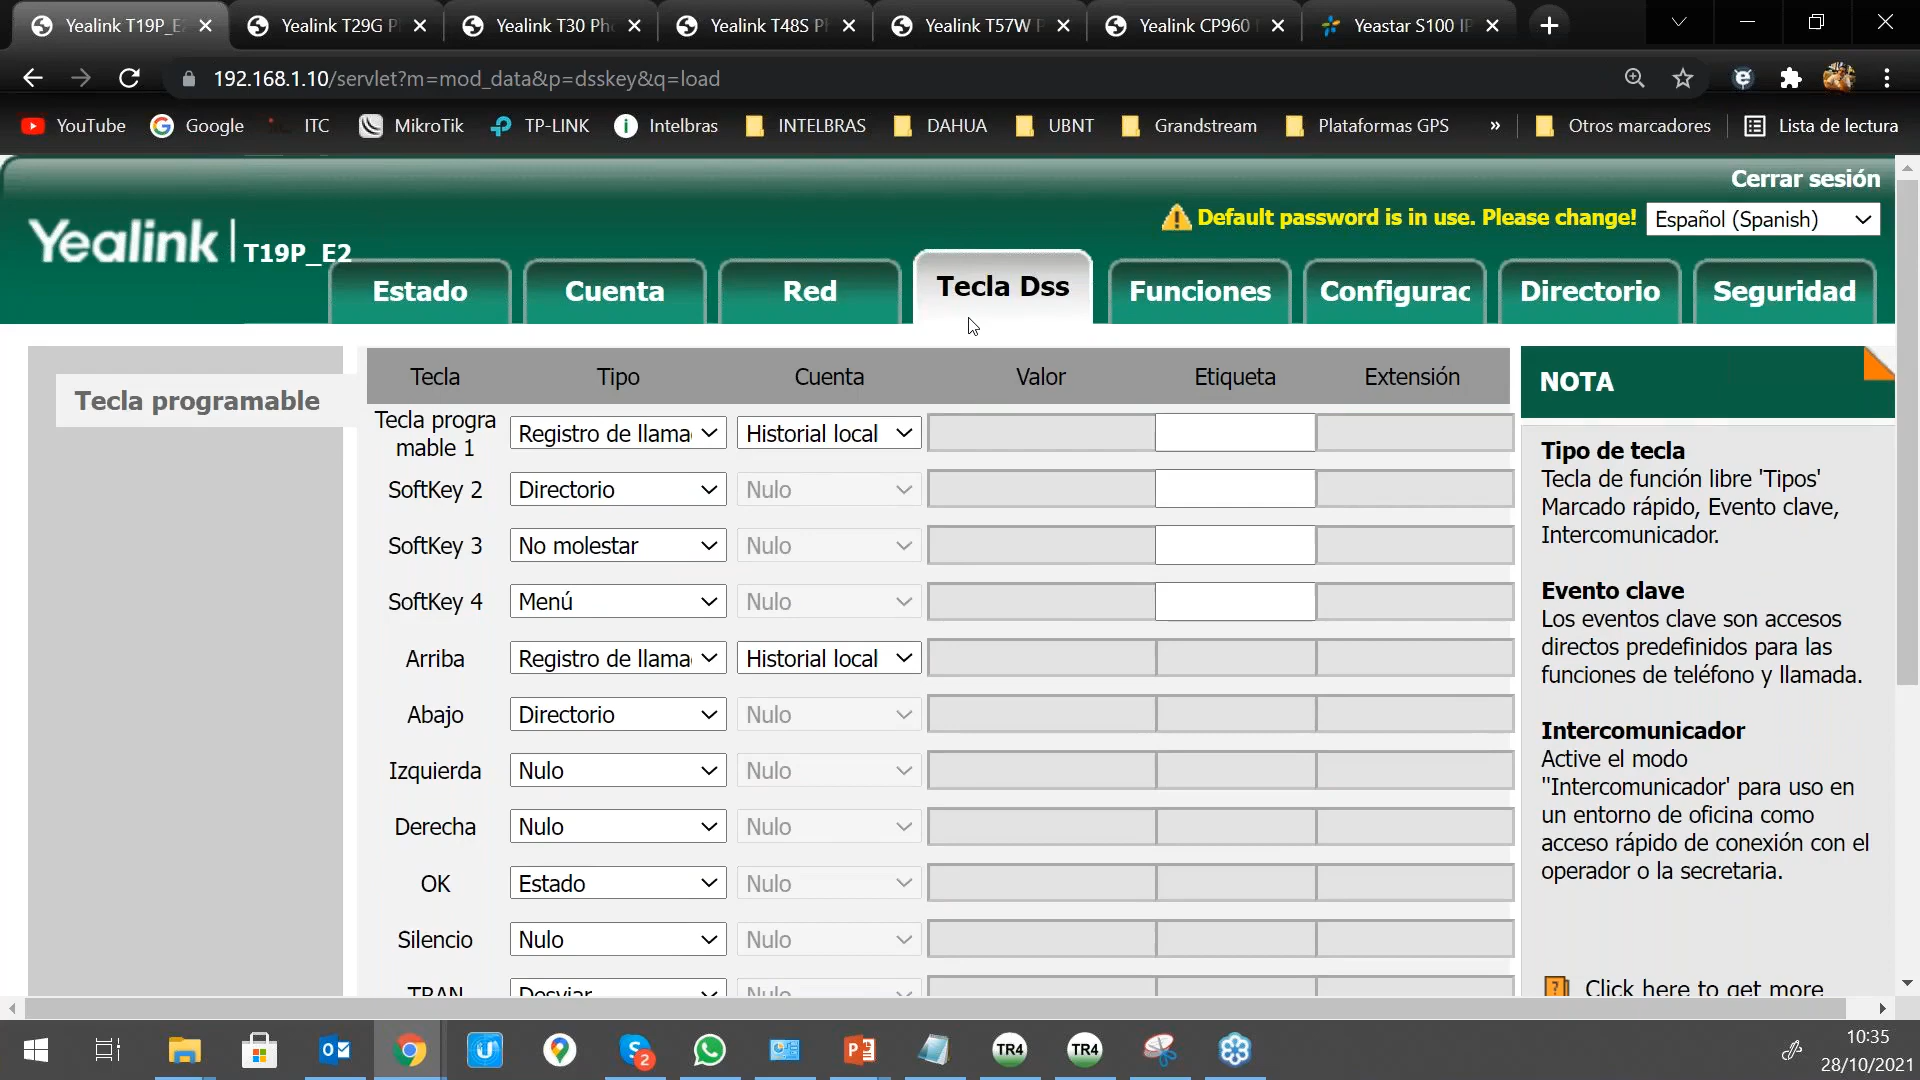 Yealink T19P_E2
Yealink T29G P
Yealink T30 Pho
Yealink T48S Ph
Yealink T57W P
Yealink CP960
Yeastar S100 IP
192.168.1.10/servlet?m=mod_data&p=dsskey&q=load
YouTube
Google
ITC
MikroTik
TP-LINK
Intelbras
INTELBRAS
DAHUA
UBNT
Grandstream
Plataformas GPS
»
Otros marcadores
Lista de lectura
Cerrar sesión
Default password is in use. Please change!
Español (Spanish)
Yealink | T19P_E2
Estado
Cuenta
Red
Tecla Dss
Funciones
Configurac
Directorio
Seguridad
Tecla programable
Tecla Tipo Cuenta Valor Etiqueta Extensión
Tecla progra
mable 1
Registro de llama
Historial local
SoftKey 2 Directorio Nulo
SoftKey 3 No molestar Nulo
SoftKey 4 Menú Nulo
Arriba Registro de llama Historial local
Abajo Directorio Nulo
Izquierda Nulo Nulo
Derecha Nulo Nulo
OK Estado Nulo
Silencio Nulo Nulo
TRAN Desviar Nulo
NOTA
Tipo de tecla
Tecla de función libre 'Tipos'
Marcado rápido, Evento clave,
Intercomunicador.
Evento clave
Los eventos clave son accesos
directos predefinidos para las
funciones de teléfono y llamada.
Intercomunicador
Active el modo
"Intercomunicador' para uso en
un entorno de oficina como
acceso rápido de conexión con el
operador o la secretaria.
Click here to get more
2
TR4
TR4
10:35
28/10/2021